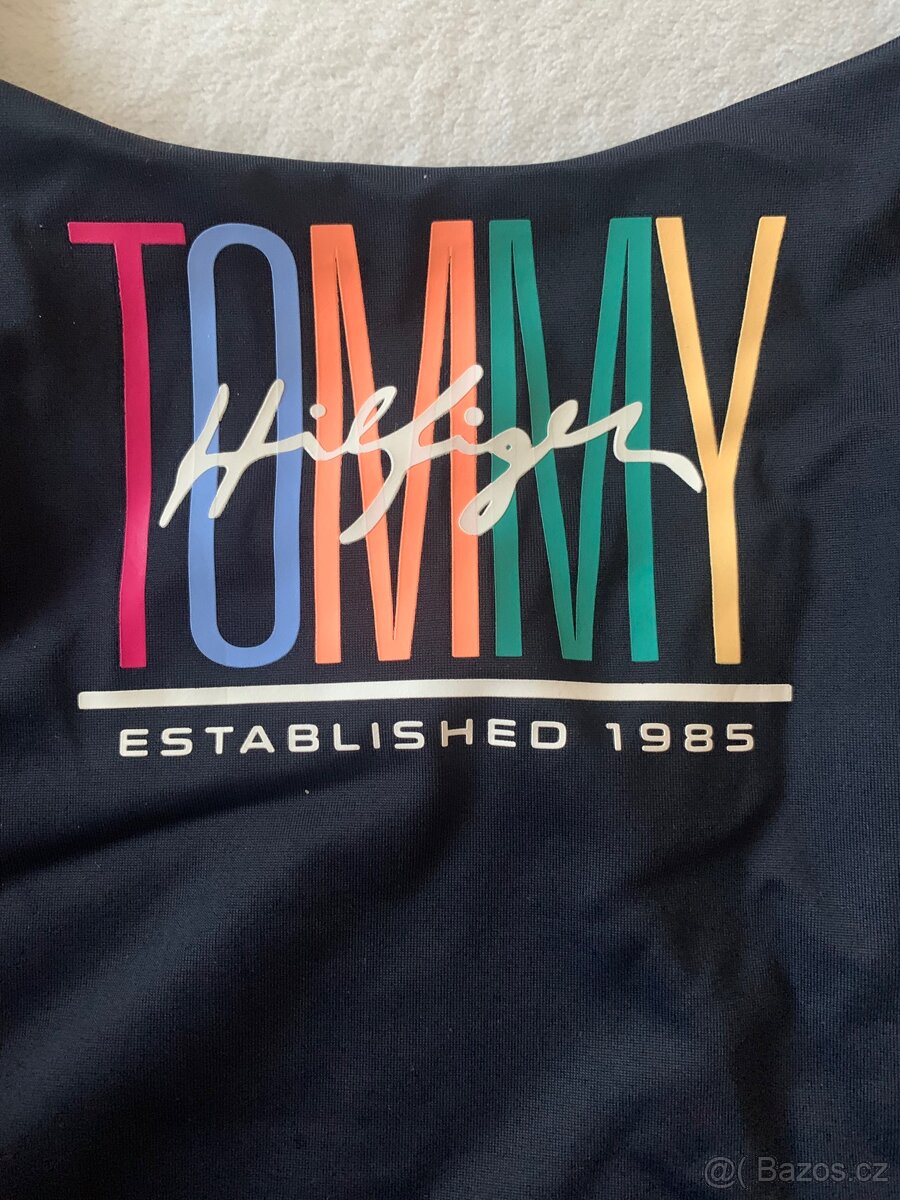 TOMMY
Hilfiger
ESTABLISHED 1985
@( Bazos.cz